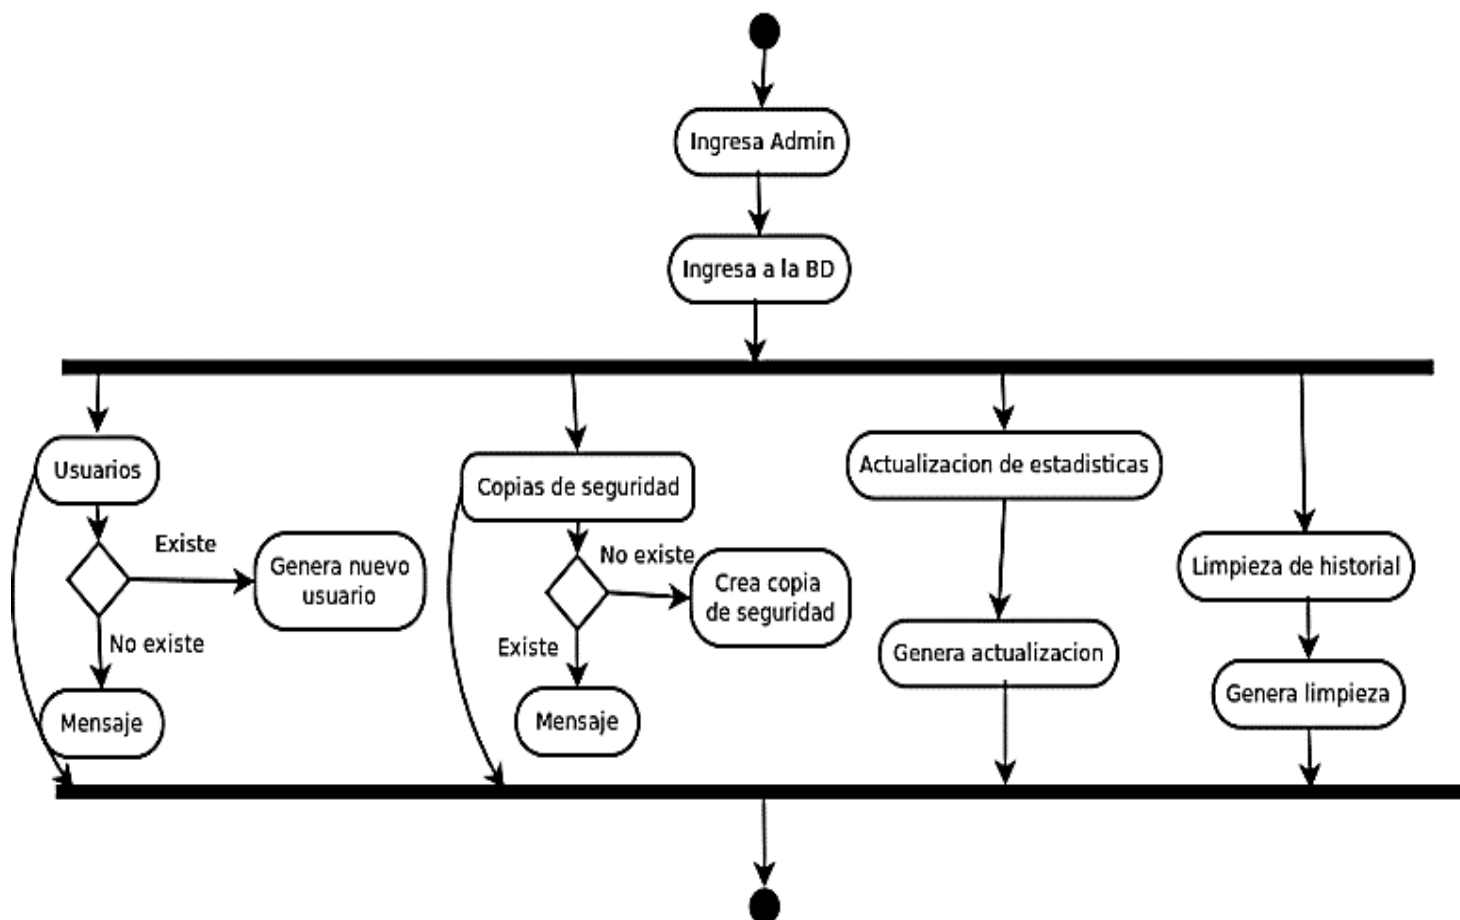 Ingresa Admin
Ingresa a la BD
Usuarios
Existe
Genera nuevo
usuario
No existe
Mensaje
Copias de seguridad
No existe
Crea copia
de seguridad
Existe
Mensaje
Actualizacion de estadisticas
Genera actualizacion
Limpieza de historial
Genera limpieza